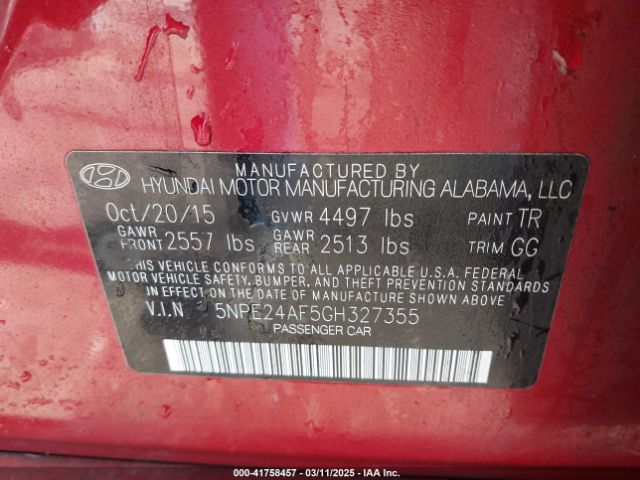 MANUFACTURED BY
HYUNDAI MOTOR MANUFACTURING ALABAMA, LLC
Oct/20/15 GVWR 4497 lbs PAINT TR
GAWR FRONT 2557 lbs GAWR REAR 2513 lbs TRIM GG
THIS VEHICLE CONFORMS TO ALL APPLICABLE U.S.A. FEDERAL
MOTOR VEHICLE SAFETY, BUMPER, AND THEFT PREVENTION
STANDARDS IN EFFECT ON THE DATE OF MANUFACTURE SHOWN ABOVE.
V.I.N 5NPE24AF5GH327355
PASSENGER CAR
000-41758457 - 03/11/2025 - IAA Inc.